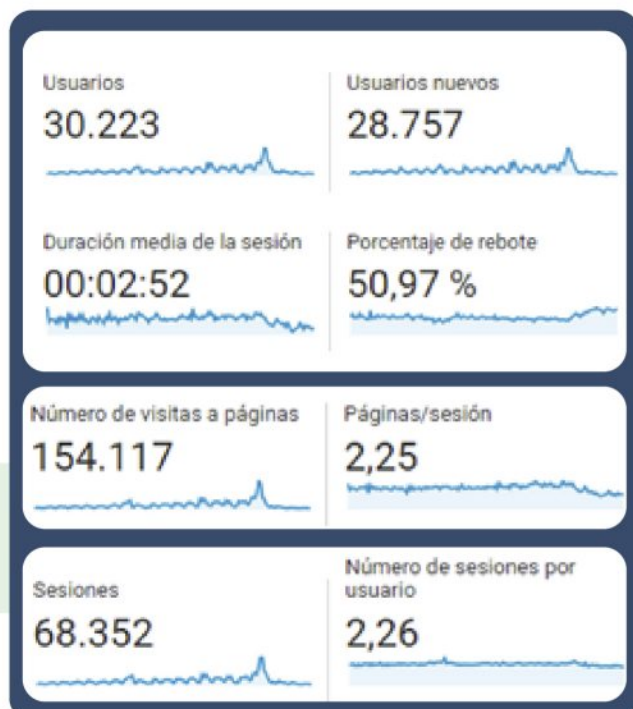 Usuarios
30.223
Usuarios nuevos
28.757
Duración media de la sesión
00:02:52
Porcentaje de rebote
50,97 %
Número de visitas a páginas
154.117
Páginas/sesión
2,25
Sesiones
68.352
Número de sesiones por
usuario
2,26